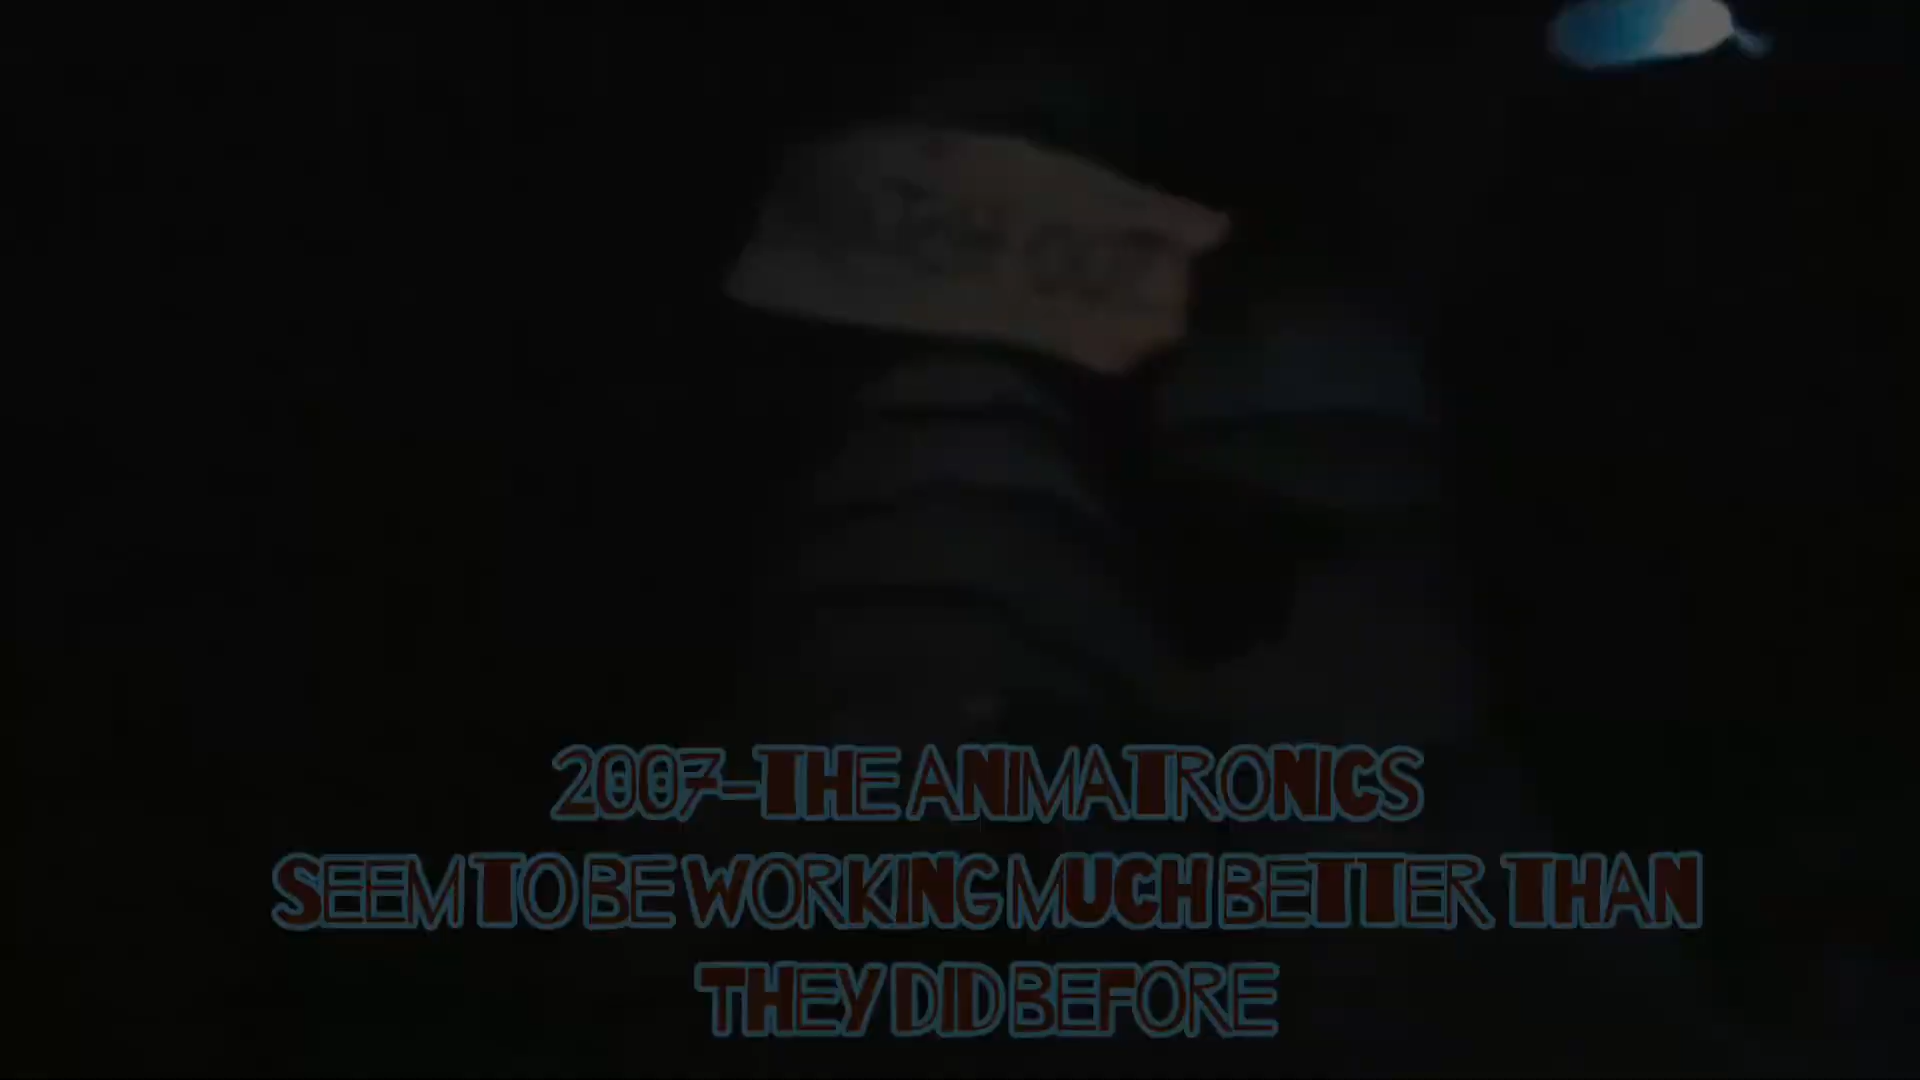 2007-THE ANIMATRONICS
SEEM TO BE WORKING MUCH BETTER THAN
THEY DID BEFORE